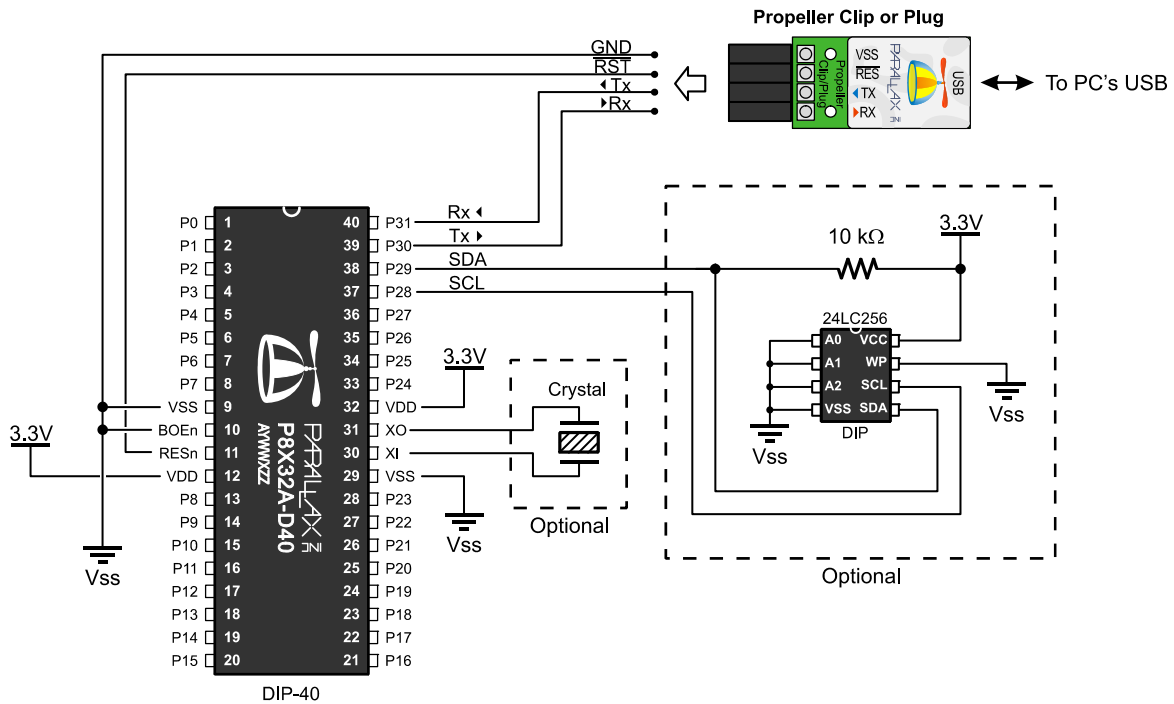 Propeller Clip or Plug
GND
RST
Tx
Rx
Propeller
Clip/Plug
VSS
RES
TX
RX
PARALLAX INC
USB
To PC's USB
P0 1
P1 2
P2 3
P3 4
P4 5
P5 6
P6 7
P7 8
VSS 9
BOEn 10
RESn 11
3.3V
VDD 12
P8 13
P9 14
P10 15
P11 16
P12 17
P13 18
P14 19
P15 20
Vss
PARALLAX INC
P8X32A-D40
AYWWXZZ
DIP-40
40 P31 Rx
39 P30 Tx
38 P29 SDA
37 P28 SCL
36 P27
35 P26
34 P25
33 P24
32 VDD
31 XO
30 XI
29 VSS
28 P23
27 P22
26 P21
25 P20
24 P19
23 P18
22 P17
21 P16
3.3V
Vss
Crystal
Optional
10 kΩ
3.3V
24LC256
A0 VCC
A1 WP
A2 SCL
VSS SDA
DIP
Vss
Vss
Optional